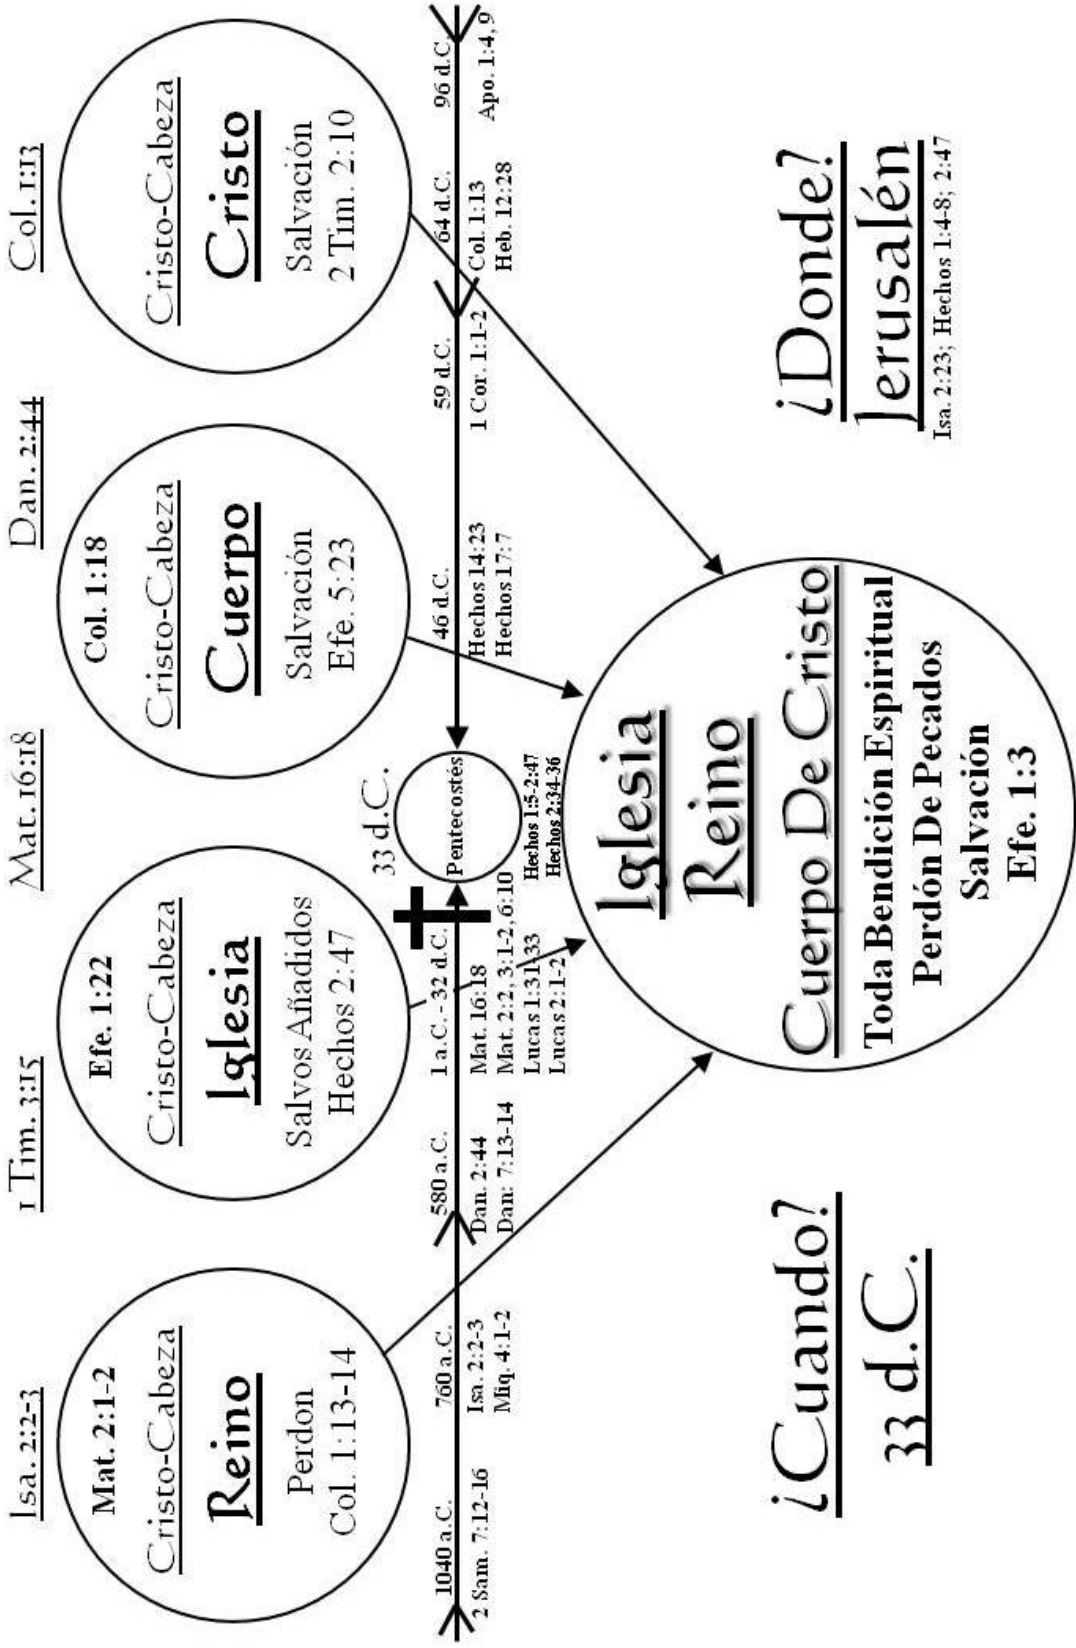 Isa. 2:2-3
1 Tim. 3:15
Mat. 16:18
Dan. 2:44
Col. 1:13
Mat. 2:1-2
Cristo-Cabeza
Reino
Perdon
Col. 1:13-14
Efe. 1:22
Cristo-Cabeza
Iglesia
Salvos Añadidos
Hechos 2:47
Col. 1:18
Cristo-Cabeza
Cuerpo
Salvación
Efe. 5:23
Cristo-Cabeza
Cristo
Salvación
2 Tim. 2:10
1040 a.C.
2 Sam. 7:12-16
760 a.C.
Isa. 2:2-3
Miq. 4:1-2
580 a.C.
Dan. 2:44
Dan: 7:13-14
1 a.C. - 32 d.C.
Mat. 16:18
Mat. 2:2, 3:1-2, 6:10
Lucas 1:31-33
Lucas 2:1-2
33 d.C.
Pentecostés
Hechos 1:5-2:47
Hechos 2:34-36
46 d.C.
Hechos 14:23
Hechos 17:7
59 d.C.
1 Cor. 1:1-2
64 d.C.
Col. 1:13
Heb. 12:28
96 d.C.
Apo. 1:4, 9
¿Cuando?
33 d.C.
Iglesia
Reino
Cuerpo De Cristo
Toda Bendición Espiritual
Perdón De Pecados
Salvación
Efe. 1:3
¿Donde?
Jerusalén
Isa. 2:23; Hechos 1:4-8; 2:47